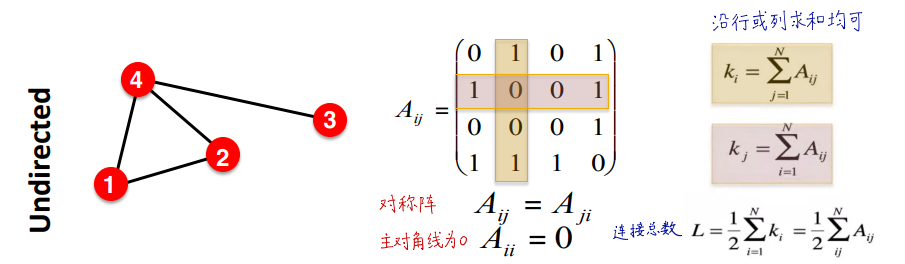 Undirected
4
3
2
1
A_{ij} = \begin{pmatrix} 0 & 1 & 0 & 1 \\ 1 & 0 & 0 & 1 \\ 0 & 0 & 0 & 1 \\ 1 & 1 & 1 & 0 \end{pmatrix}
对称阵 A_{ij} = A_{ji}
主对角线为0 A_{ii} = 0
沿行或列求和均可
k_i = \sum_{j=1}^{N} A_{ij}
k_j = \sum_{i=1}^{N} A_{ij}
连接总数 L = \frac{1}{2} \sum_{i=1}^{N} k_i = \frac{1}{2} \sum_{ij}^{N} A_{ij}